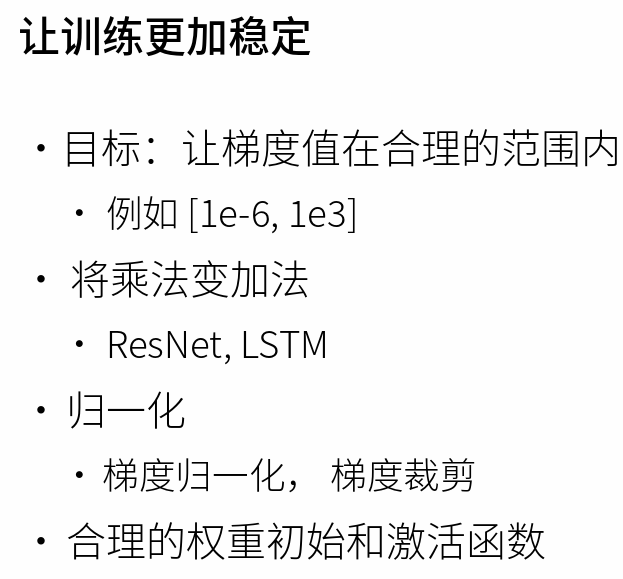 让训练更加稳定
• 目标：让梯度值在合理的范围内
• 例如 [1e-6, 1e3]
• 将乘法变加法
• ResNet, LSTM
• 归一化
• 梯度归一化， 梯度裁剪
• 合理的权重初始和激活函数